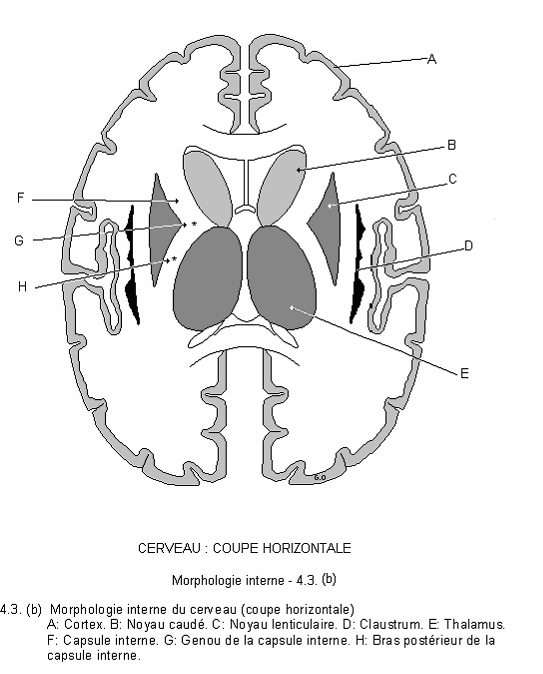 A
B
C
F
G
D
H
E
G.O
CERVEAU : COUPE HORIZONTALE
Morphologie interne - 4.3. (b)
4.3. (b) Morphologie interne du cerveau (coupe horizontale)
A: Cortex. B: Noyau caudé. C: Noyau lenticulaire. D: Claustrum. E: Thalamus.
F: Capsule interne. G: Genou de la capsule interne. H: Bras postérieur de la
capsule interne.